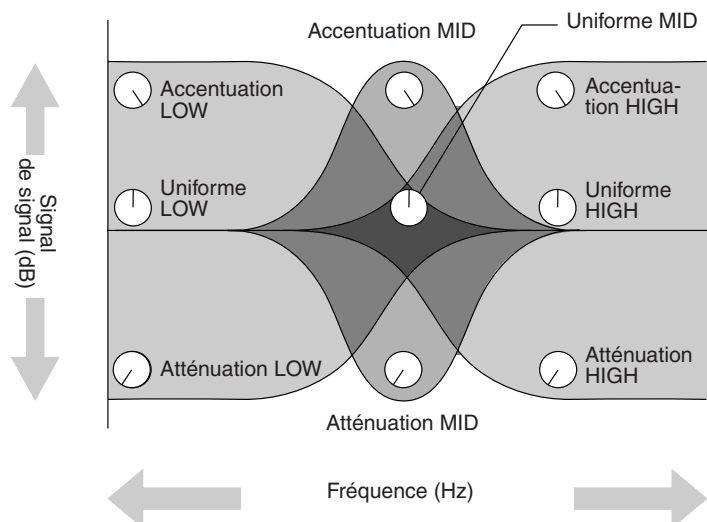 Uniforme MID
Accentuation MID
Accentuation
LOW
Accentua-
tion HIGH
Uniforme
LOW
Uniforme
HIGH
Signal
de signal (dB)
Atténuation LOW
Atténuation
HIGH
Atténuation MID
Fréquence (Hz)